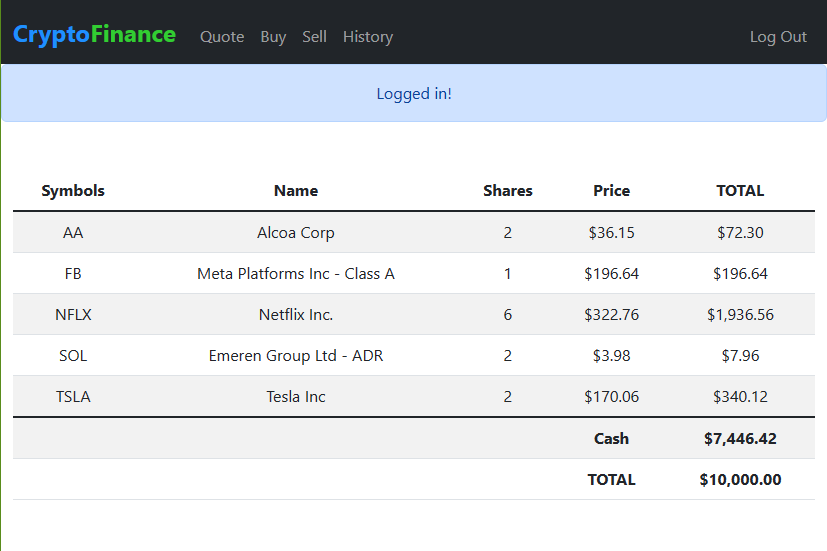 CryptoFinance Quote Buy Sell History Log Out
Logged in!
Symbols Name Shares Price TOTAL
AA Alcoa Corp 2 $36.15 $72.30
FB Meta Platforms Inc - Class A 1 $196.64 $196.64
NFLX Netflix Inc. 6 $322.76 $1,936.56
SOL Emeren Group Ltd - ADR 2 $3.98 $7.96
TSLA Tesla Inc 2 $170.06 $340.12
Cash $7,446.42
TOTAL $10,000.00